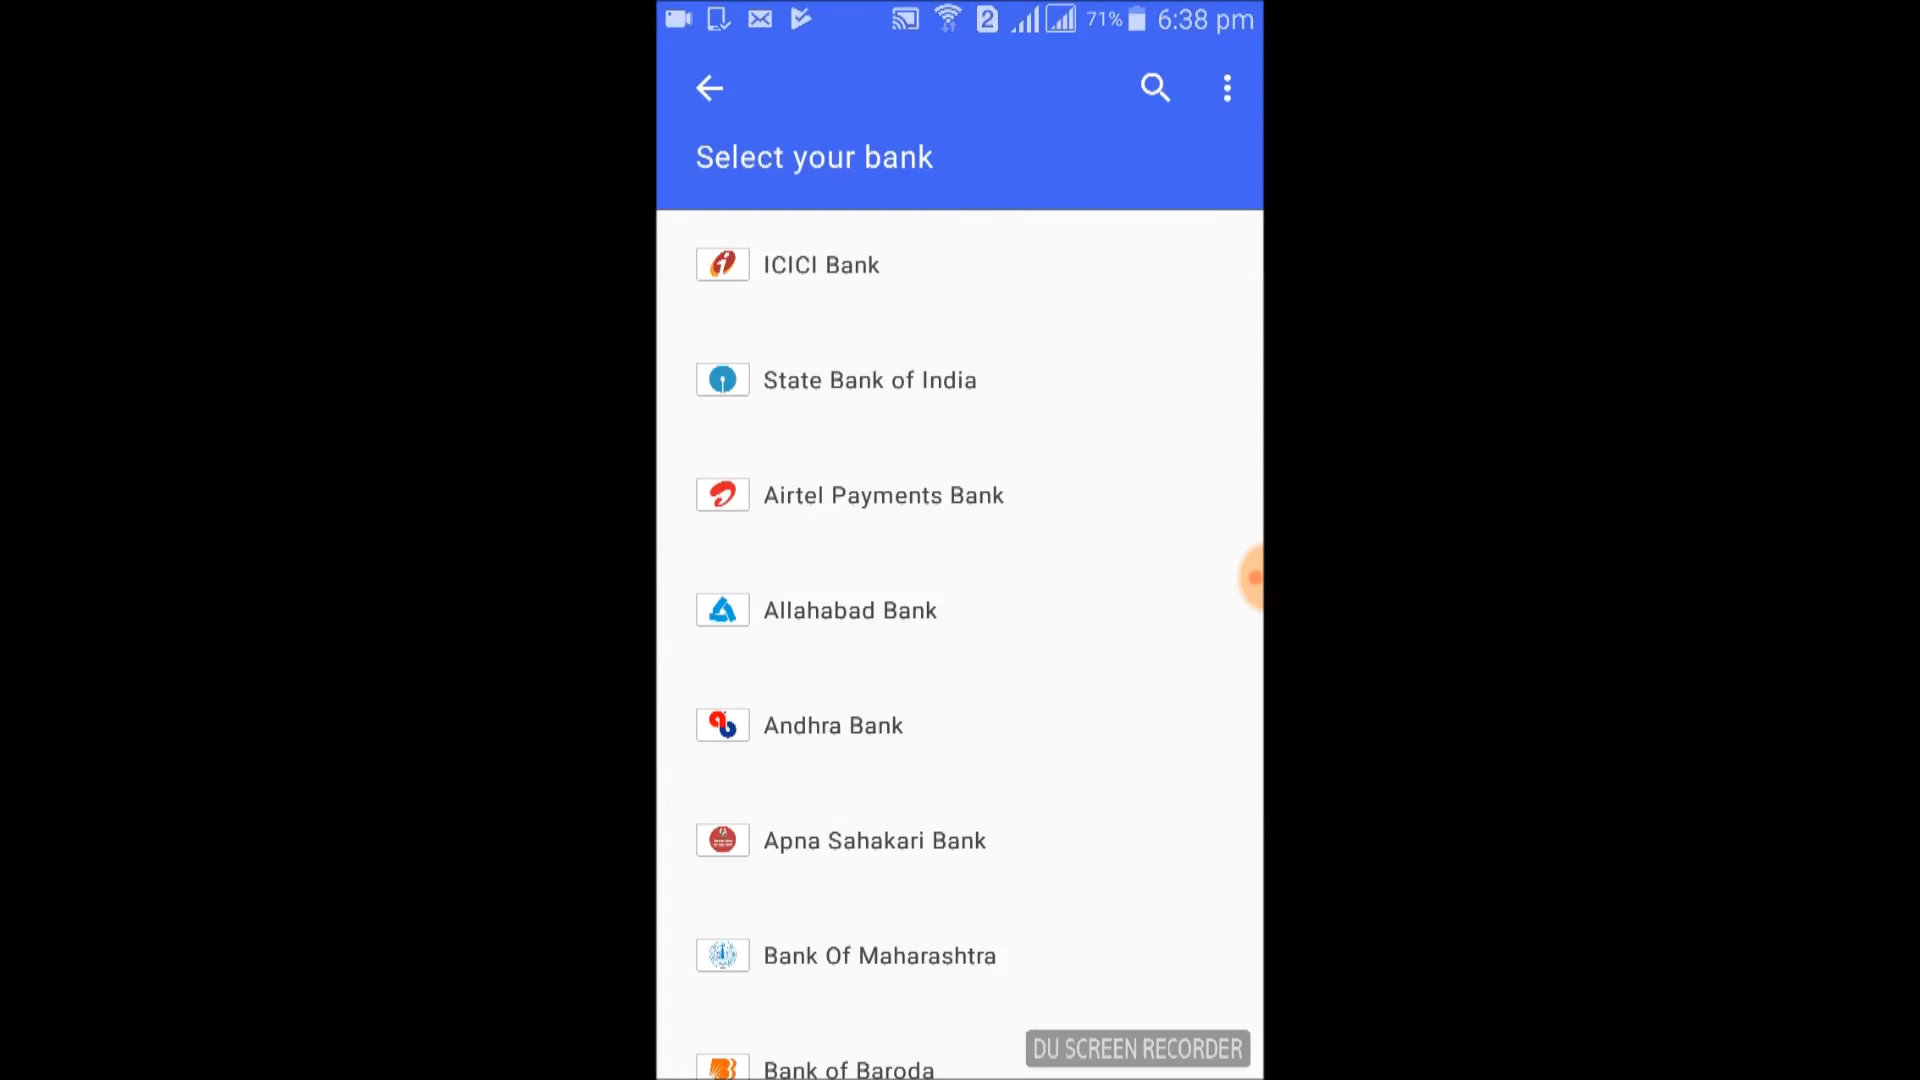 2 71% 6:38 pm
Select your bank
ICICI Bank
State Bank of India
Airtel Payments Bank
Allahabad Bank
Andhra Bank
Apna Sahakari Bank
Bank Of Maharashtra
Bank of Baroda
DU SCREEN RECORDER